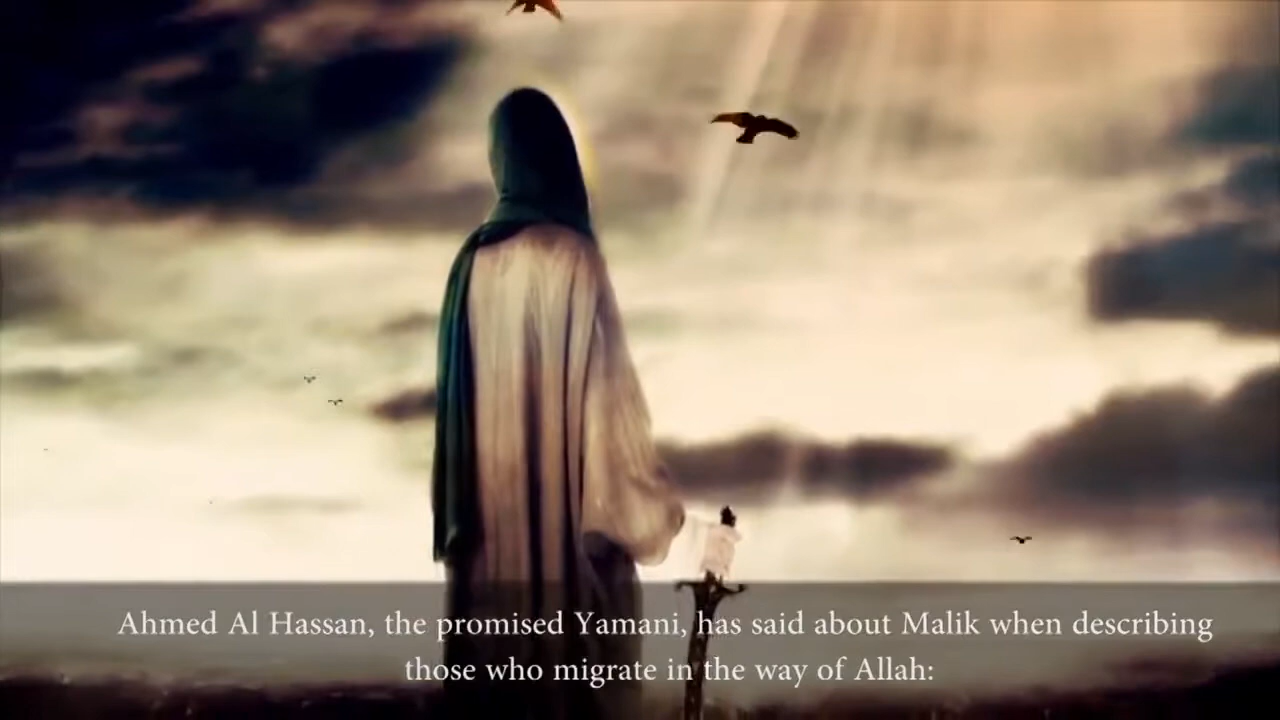 Ahmed Al Hassan, the promised Yamani, has said about Malik when describing
those who migrate in the way of Allah: